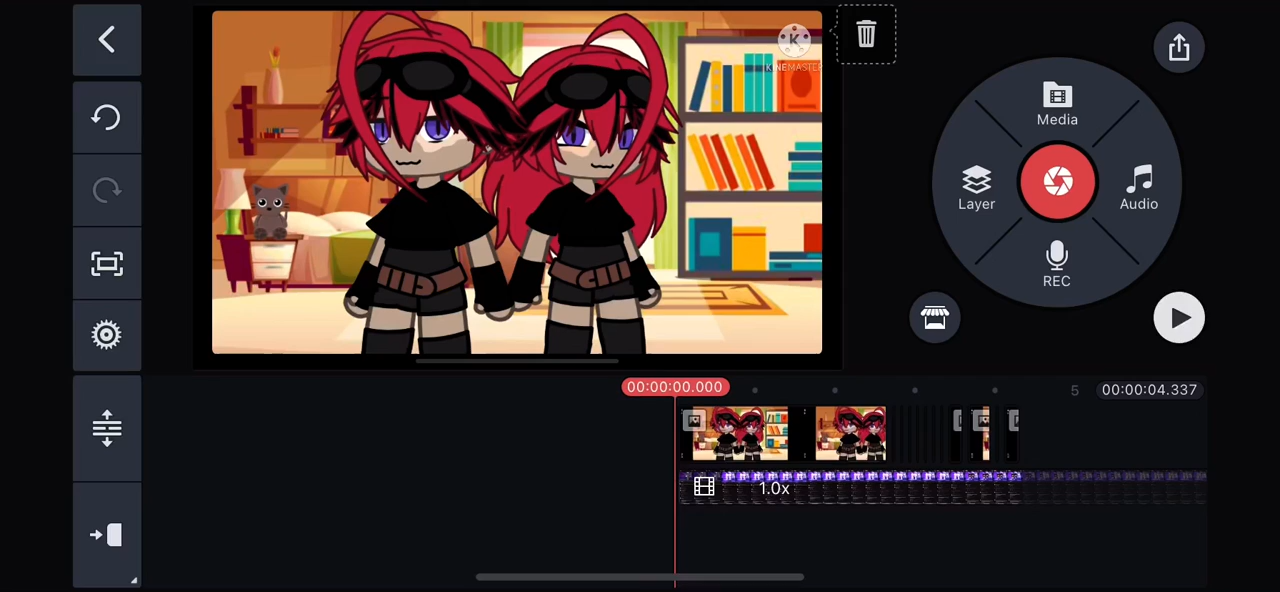 K
KINEMASTER
Media
Layer
Audio
REC
00:00:00.000
5
00:00:04.337
1.0x